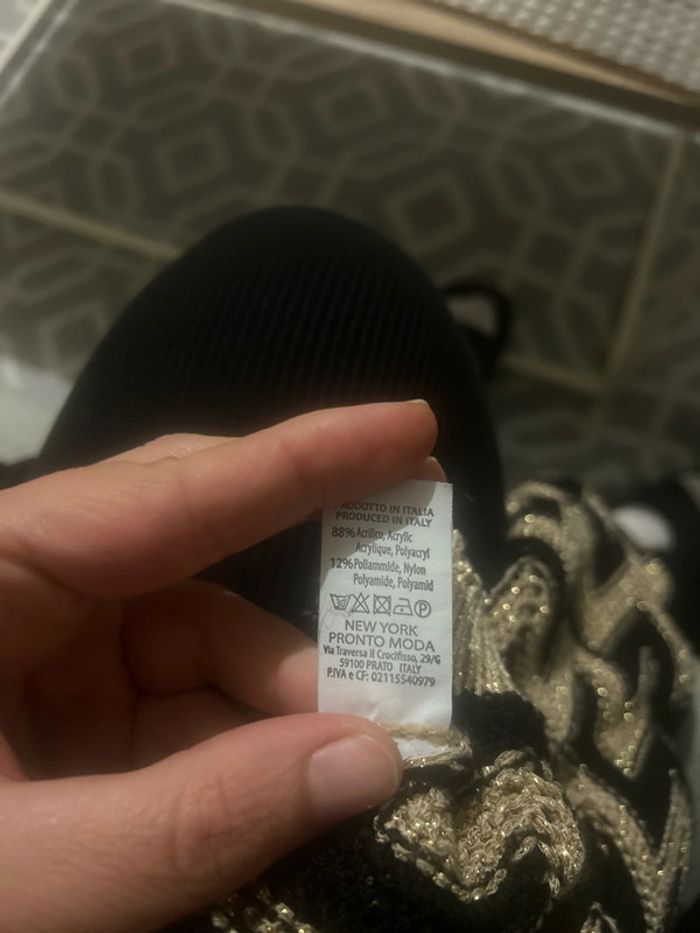 PRODOTTO IN ITALIA
PRODUCED IN ITALY
88% Acrilico, Acrylic
Acrylique, Polyacryl
12% Poliammide, Nylon
Polyamide, Polyamid
NEW YORK
PRONTO MODA
Via Traversa il Crocifisso, 29/G
59100 PRATO ITALY
P.IVA e CF: 02115540979